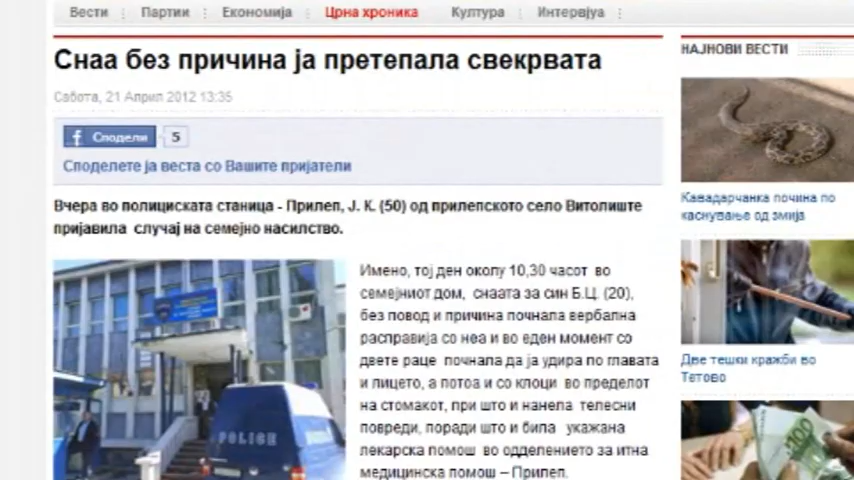 Вести Партии Економија Црна хроника Култура Интервјуа
Снаа без причина ја претепала свекрвата
Сабота, 21 Април 2012 13:35
Сподели 5
Споделете ја веста со Вашите пријатели
Вчера во полициската станица - Прилеп, Ј. К. (50) од прилепското село Витолиште
пријавила случај на семејно насилство.
Имено, тој ден околу 10,30 часот во
семејниот дом, снаата за син Б.Ц. (20),
без повод и причина почнала вербална
расправија со неа и во еден момент со
двете раце почнала да ја удира по главата
и лицето, а потоа и со клоци во пределот
на стомакот, при што и нанела телесни
повреди, поради што и била укажана
лекарска помош во одделението за итна
медицинска помош – Прилеп.
POLICE
НАЈНОВИ ВЕСТИ
Кавадарчанка почина по
каснување од змија
Две тешки кражби во
Тетово
100